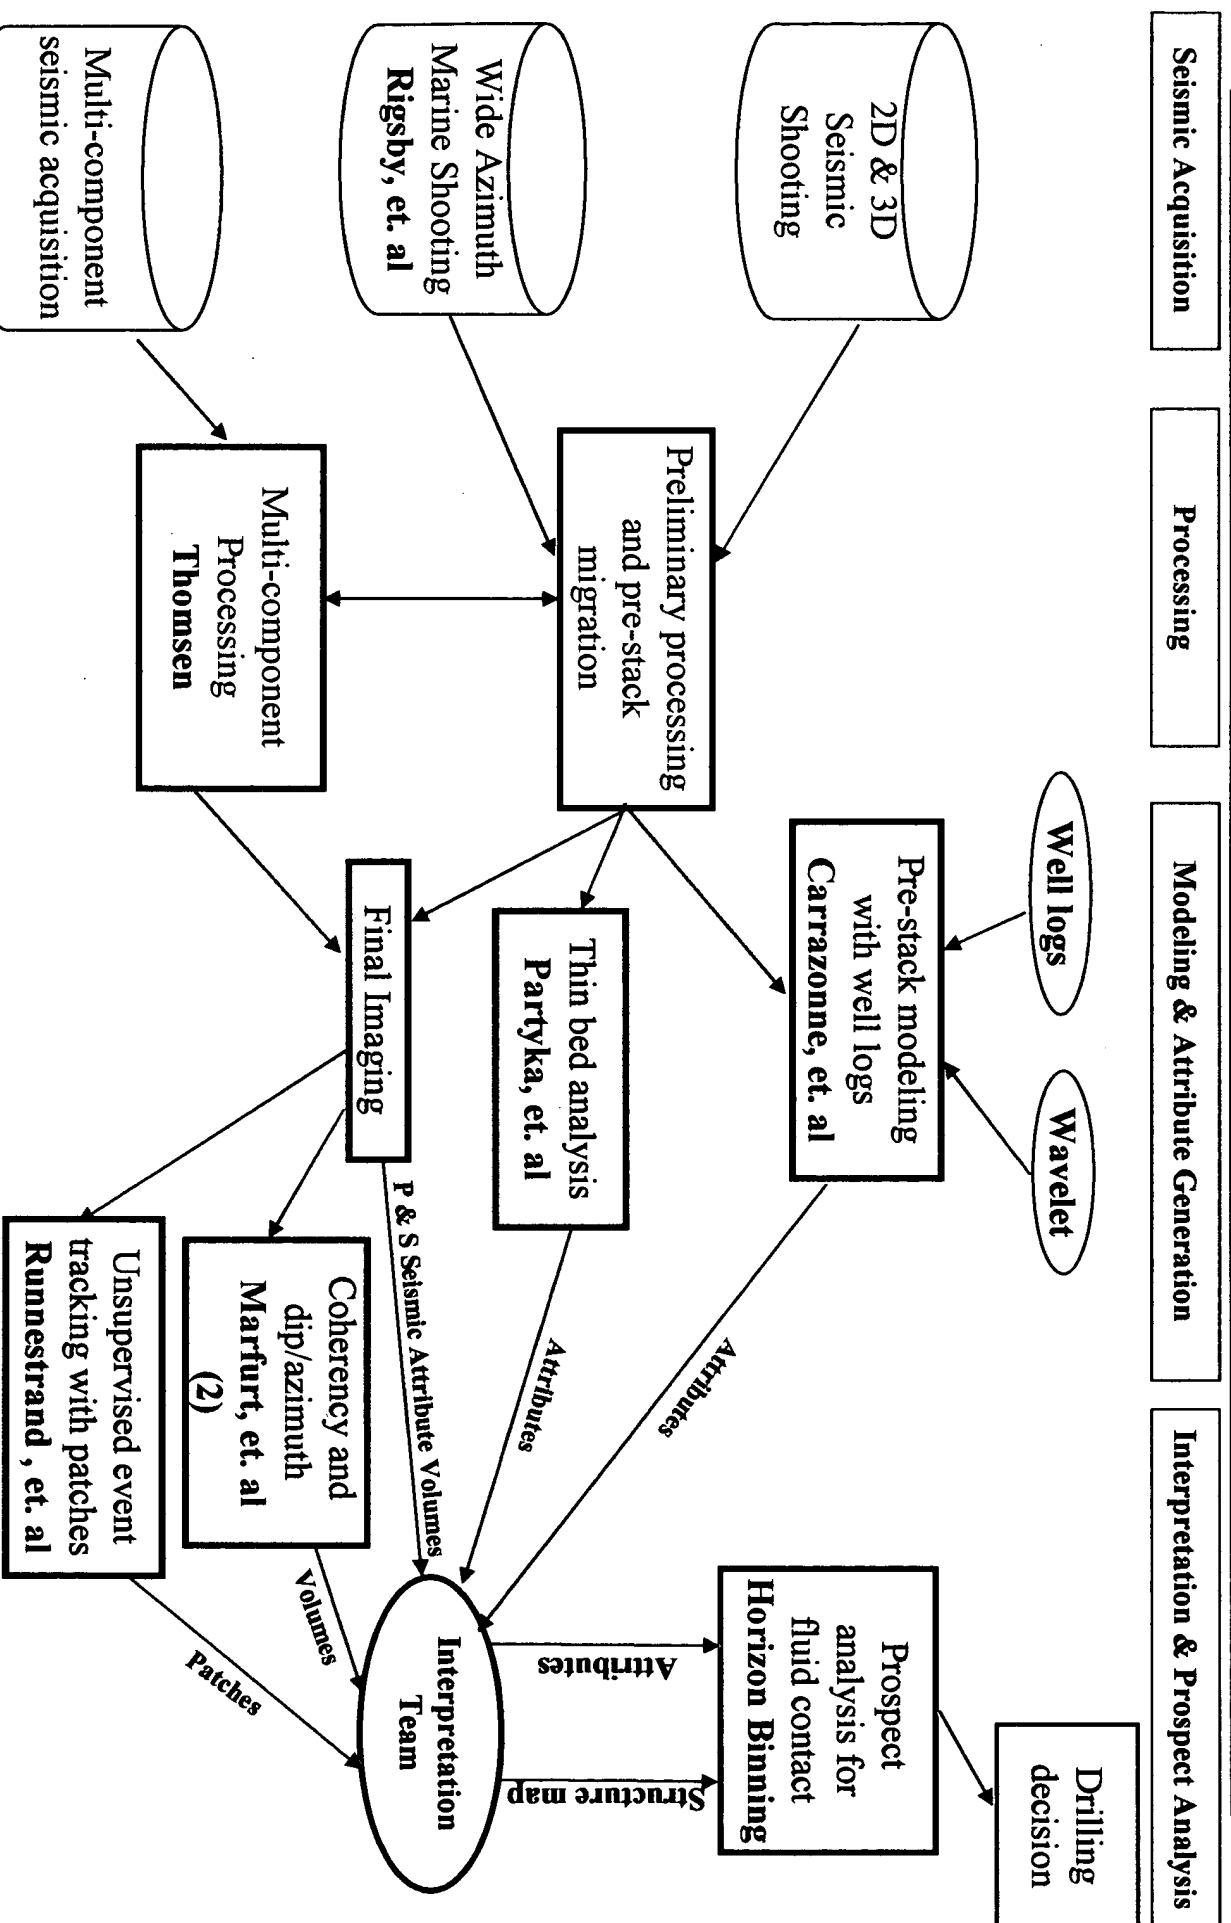 Seismic Acquisition
Processing
Modeling & Attribute Generation
Interpretation & Prospect Analysis
2D & 3D
Seismic
Shooting
Wide Azimuth
Marine Shooting
Rigsby, et. al
Multi-component
seismic acquisition
Preliminary processing
and pre-stack
migration
Multi-component
Processing
Thomsen
Well logs
Wavelet
Pre-stack modeling
with well logs
Carrazonne, et. al
Thin bed analysis
Partyka, et. al
Final Imaging
Coherency and
dip/azimuth
Marfurt, et. al
(2)
Unsupervised event
tracking with patches
Runnestrand , et. al
Attributes
Attributes
P & S Seismic Attribute Volumes
Volumes
Patches
Interpretation
Team
Attributes
Structure map
Prospect
analysis for
fluid contact
Horizon Binning
Drilling
decision